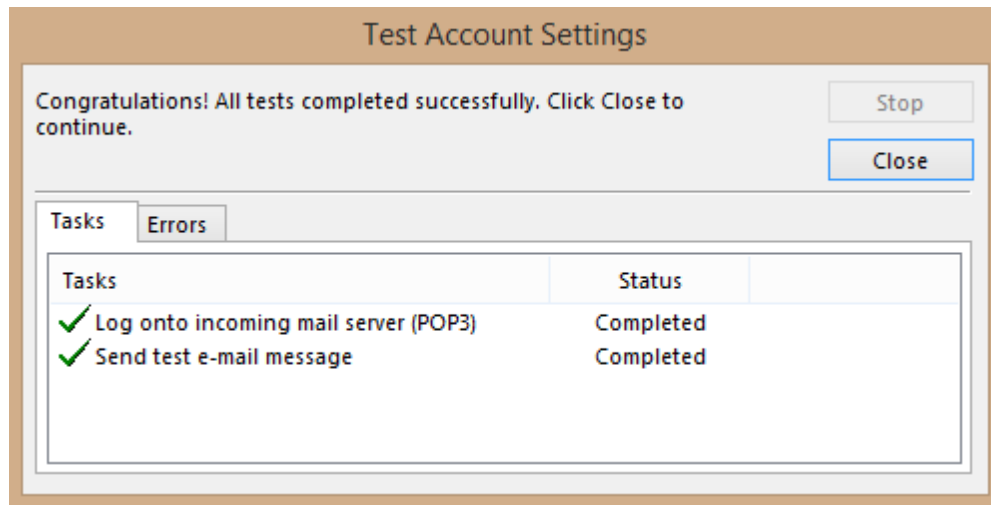 Test Account Settings
Congratulations! All tests completed successfully. Click Close to
continue.
Stop
Close
Tasks
Errors
Tasks Status
Log onto incoming mail server (POP3) Completed
Send test e-mail message Completed